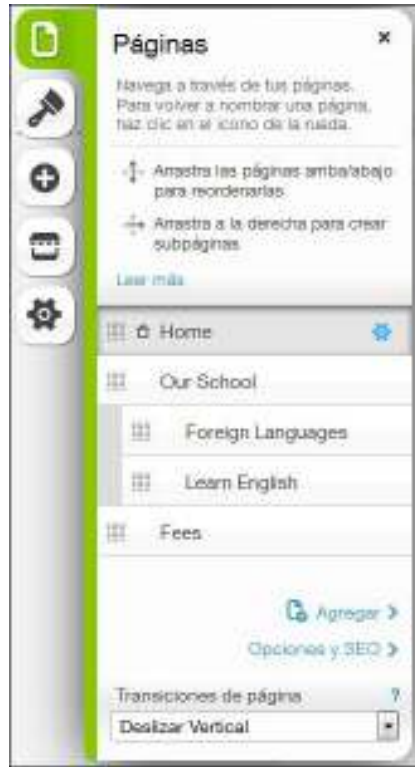 Páginas
Navega a través de tus páginas.
Para volver a nombrar una página,
haz clic en el icono de la rueda.
Arrastra las páginas arriba/abajo
para reordenarlas
Arrastra a la derecha para crear
subpáginas
Leer más
Home
Our School
Foreign Languages
Learn English
Fees
Agregar >
Opciones y SEO >
Transiciones de página ?
Deslizar Vertical